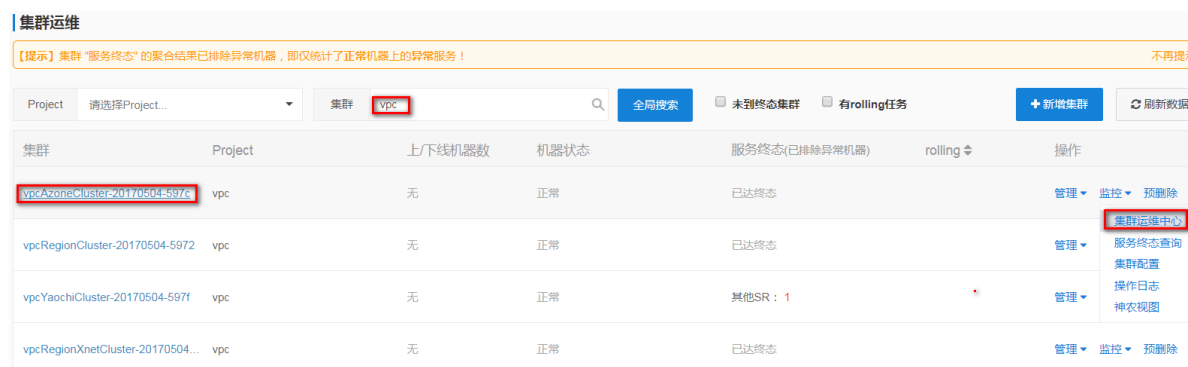 集群运维
【提示】集群 "服务终态" 的聚合结果已排除异常机器，即仅统计了正常机器上的异常服务！ 不再提示
Project 请选择Project... 集群 vpc 全局搜索 未到终态集群 有rolling任务 +新增集群 刷新数据
集群 Project 上/下线机器数 机器状态 服务终态(已排除异常机器) rolling 操作
vpcAzoneCluster-20170504-597c vpc 无 正常 已达终态 管理 监控 预删除
集群运维中心
vpcRegionCluster-20170504-5972 vpc 无 正常 已达终态 管理 服务终态查询
集群配置
操作日志
vpcYaochiCluster-20170504-597f vpc 无 正常 其他SR： 1 管理
神农视图
vpcRegionXnetCluster-20170504... vpc 无 正常 已达终态 管理 监控 预删除